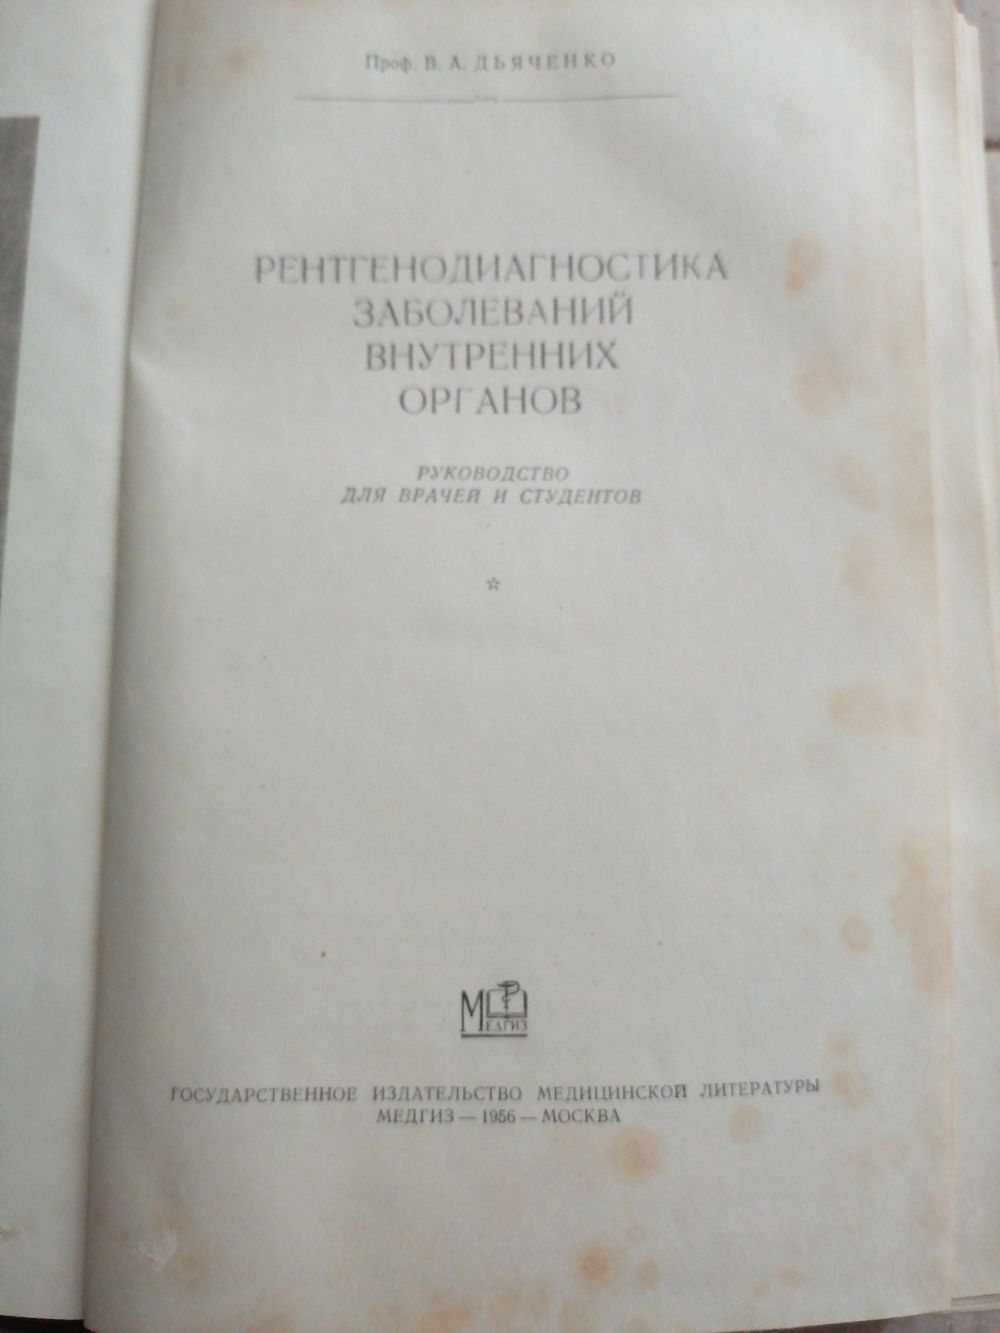 Проф. В. А. ДЬЯЧЕНКО
РЕНТГЕНОДИАГНОСТИКА
ЗАБОЛЕВАНИЙ
ВНУТРЕННИХ
ОРГАНОВ
РУКОВОДСТВО
ДЛЯ ВРАЧЕЙ И СТУДЕНТОВ
МЕДГИЗ
ГОСУДАРСТВЕННОЕ ИЗДАТЕЛЬСТВО МЕДИЦИНСКОЙ ЛИТЕРАТУРЫ
МЕДГИЗ — 1956 — МОСКВА